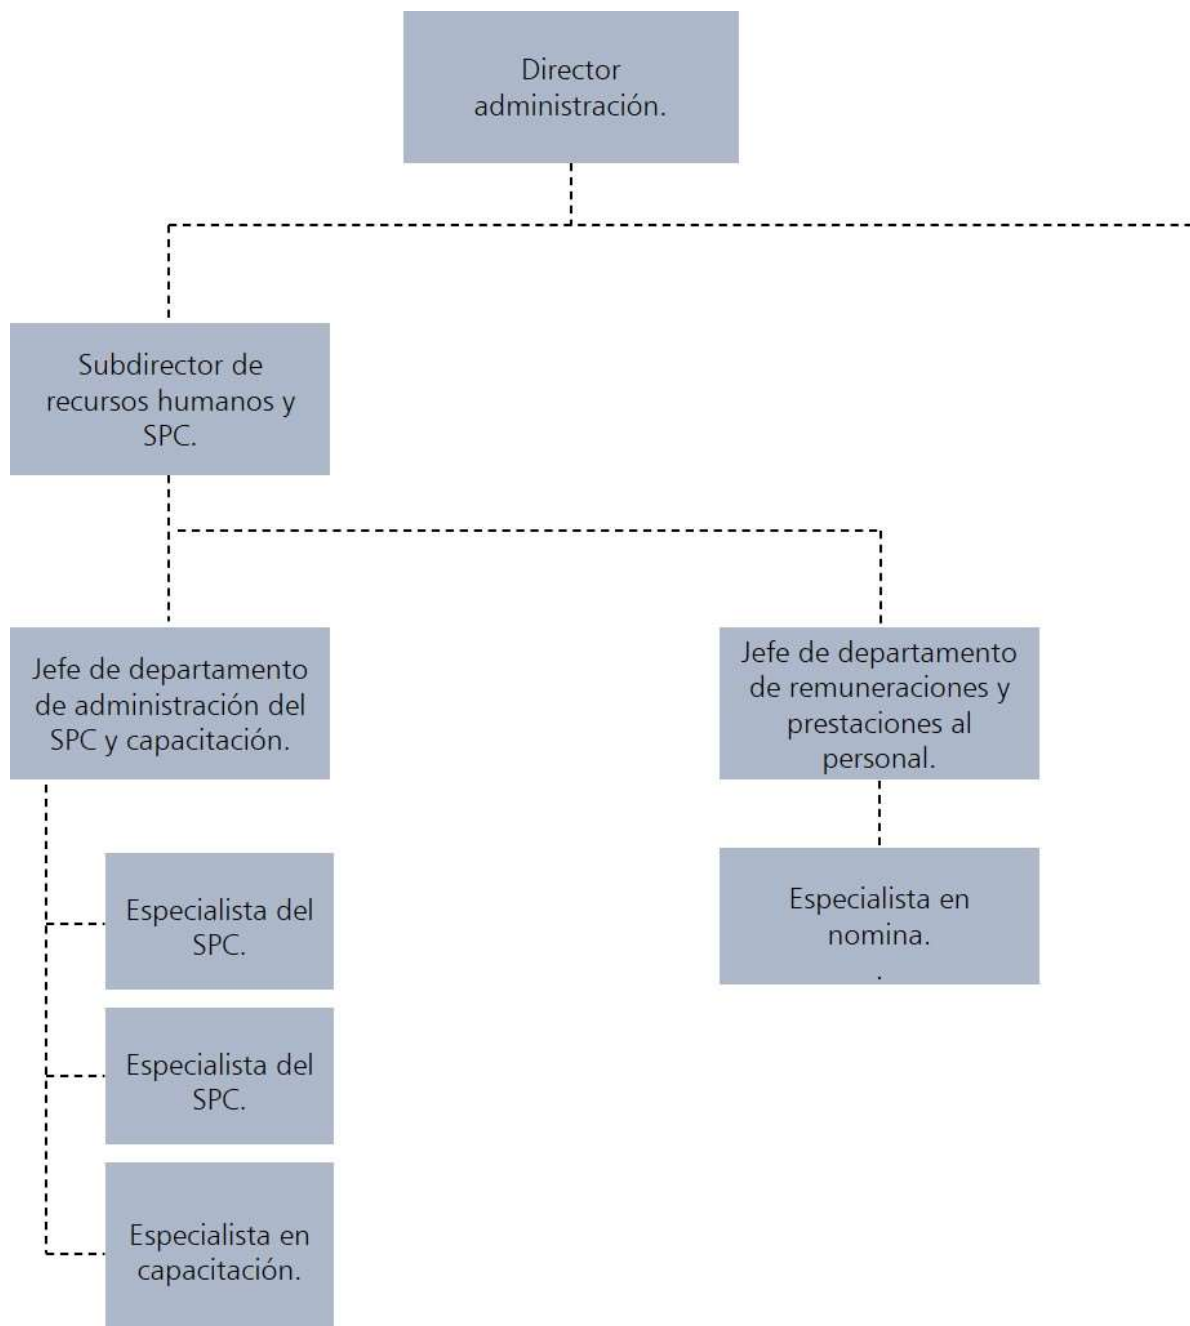 Director
administración.
Subdirector de
recursos humanos y
SPC.
Jefe de departamento
de administración del
SPC y capacitación.
Jefe de departamento
de remuneraciones y
prestaciones al
personal.
Especialista del
SPC.
Especialista en
nomina.
.
Especialista del
SPC.
Especialista en
capacitación.